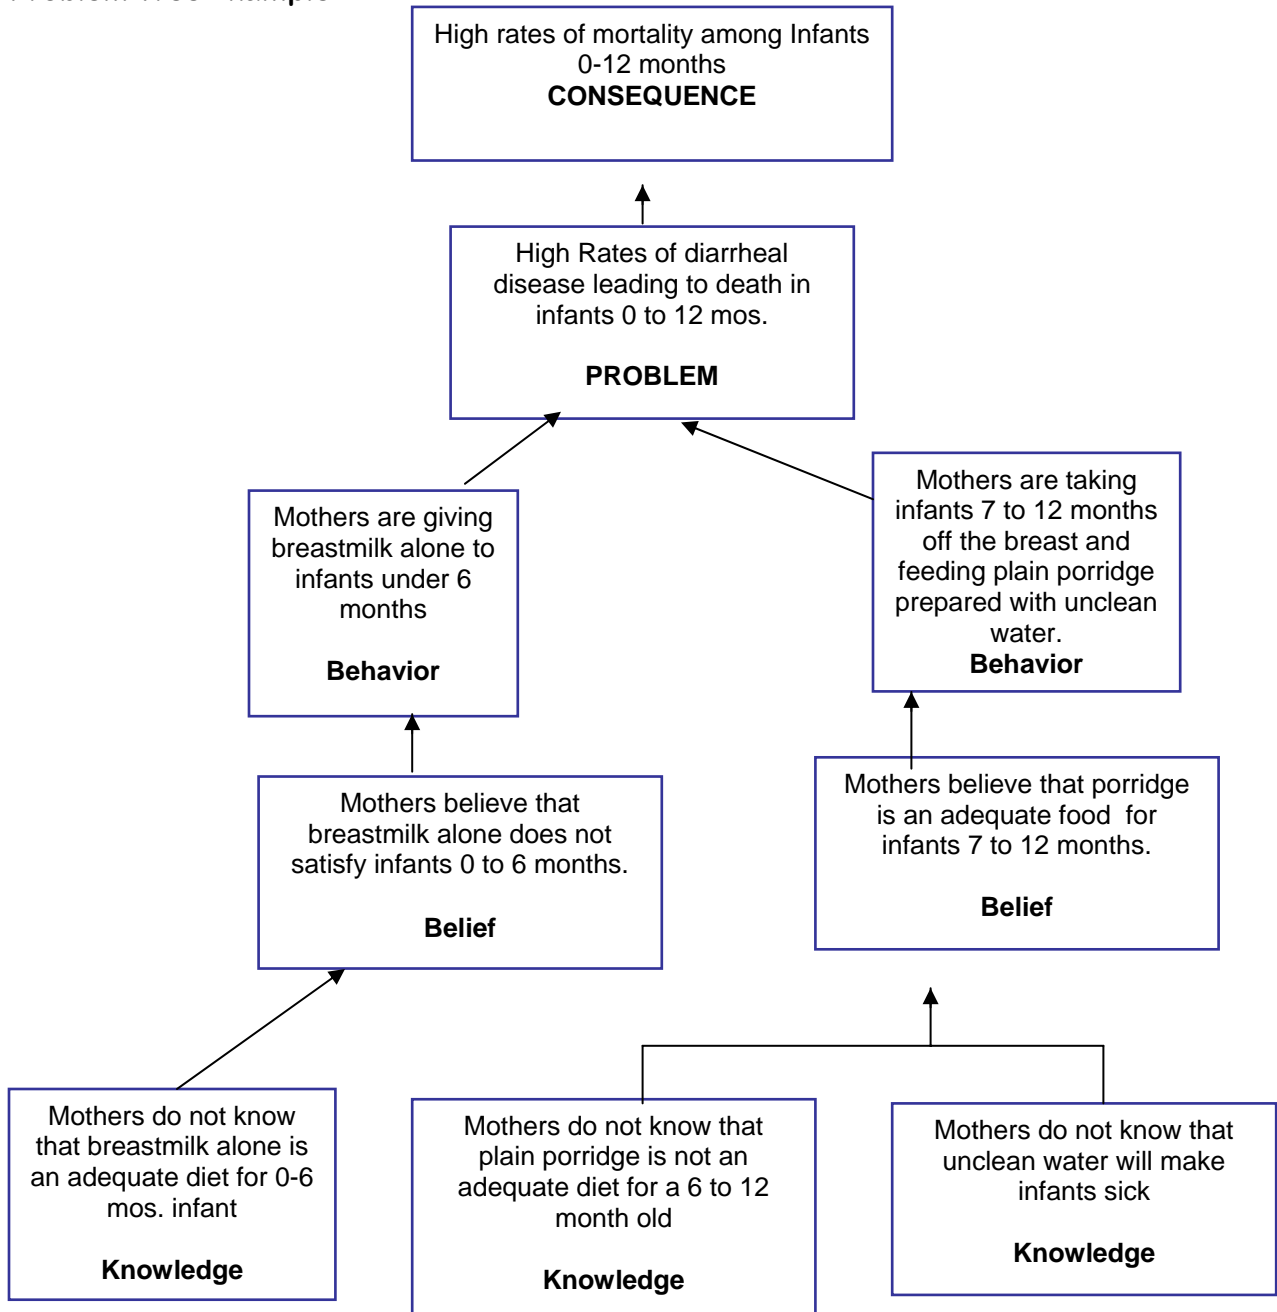 High rates of mortality among Infants
0-12 months
CONSEQUENCE
High Rates of diarrheal
disease leading to death in
infants 0 to 12 mos.
PROBLEM
Mothers are giving
breastmilk alone to
infants under 6
months
Behavior
Mothers are taking
infants 7 to 12 months
off the breast and
feeding plain porridge
prepared with unclean
water.
Behavior
Mothers believe that
breastmilk alone does not
satisfy infants 0 to 6 months.
Belief
Mothers believe that porridge
is an adequate food for
infants 7 to 12 months.
Belief
Mothers do not know
that breastmilk alone is
an adequate diet for 0-6
mos. infant
Knowledge
Mothers do not know that
plain porridge is not an
adequate diet for a 6 to 12
month old
Knowledge
Mothers do not know that
unclean water will make
infants sick
Knowledge